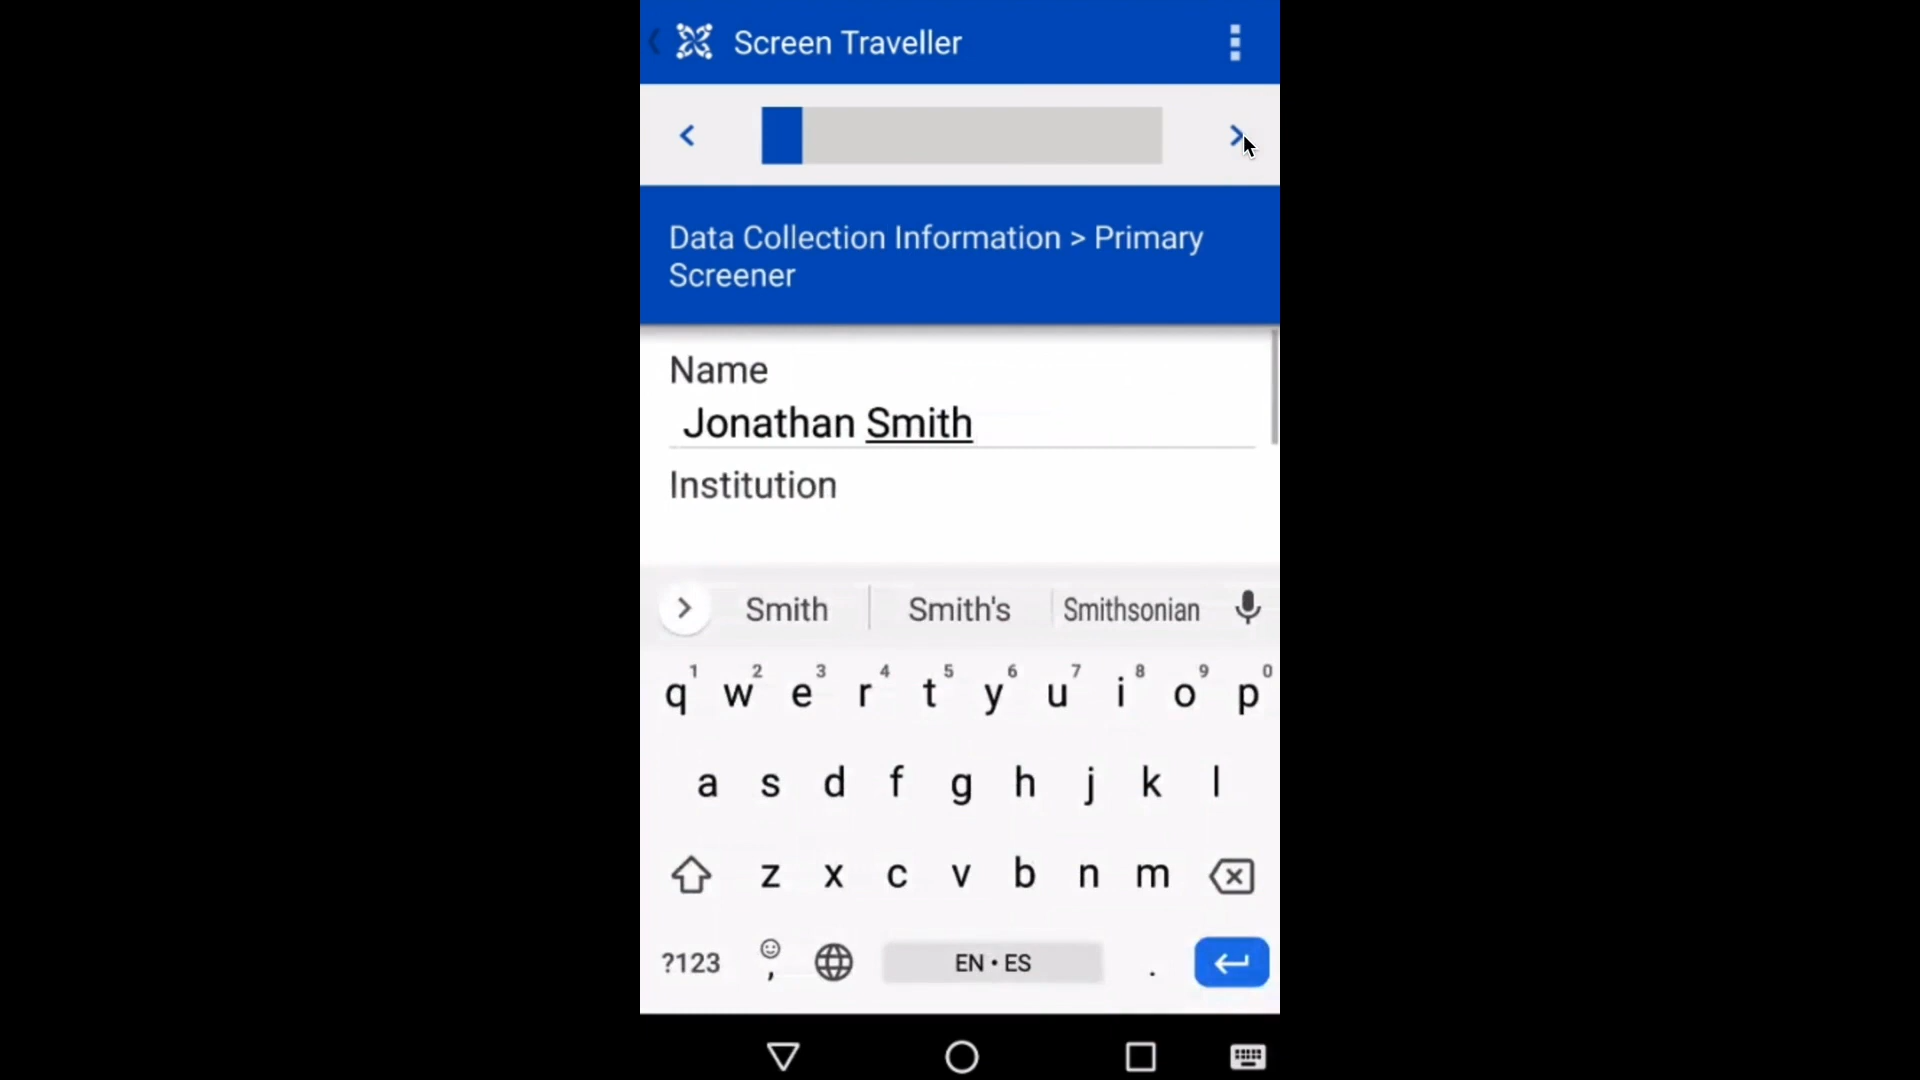 Screen Traveller
Data Collection Information > Primary
Screener
Name
Jonathan Smith
Institution
Smith Smith's Smithsonian
1 2 3 4 5 6 7 8 9 0
q w e r t y u i o p
a s d f g h j k l
z x c v b n m
?123 , EN • ES .